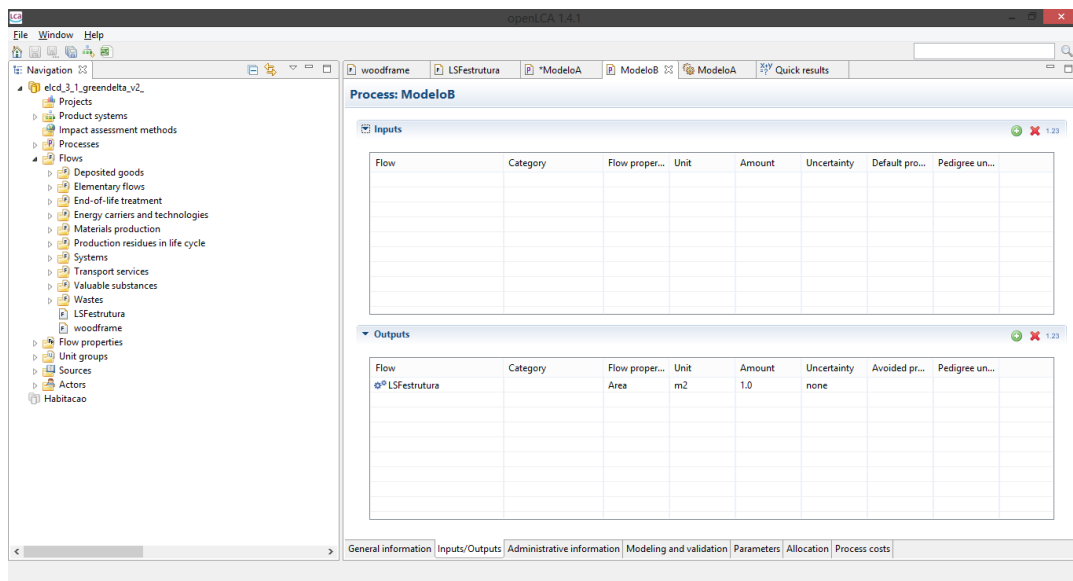 LCA
openLCA 1.4.1
File Window Help
Navigation
elcd_3_1_greendelta_v2_
Projects
Product systems
Impact assessment methods
Processes
Flows
Deposited goods
Elementary flows
End-of-life treatment
Energy carriers and technologies
Materials production
Production residues in life cycle
Systems
Transport services
Valuable substances
Wastes
LSFestrutura
woodframe
Flow properties
Unit groups
Sources
Actors
Habitacao
woodframe LSFestrutura *ModeloA ModeloB ModeloA Quick results
Process: ModeloB
Inputs
1.23
Flow Category Flow proper... Unit Amount Uncertainty Default pro... Pedigree un...
Outputs
1.23
Flow Category Flow proper... Unit Amount Uncertainty Avoided pr... Pedigree un...
LSFestrutura Area m2 1.0 none
General information Inputs/Outputs Administrative information Modeling and validation Parameters Allocation Process costs